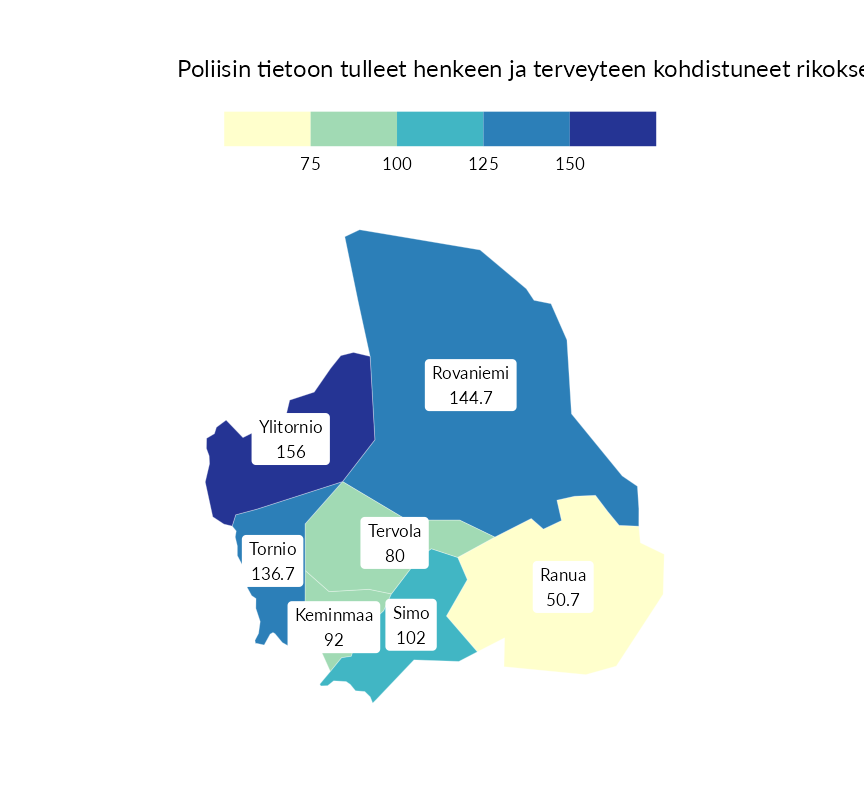 Poliisin tietoon tulleet henkeen ja terveyteen kohdistuneet
75 100 125 150
Rovaniemi
144.7
Ylitornio
156
Tervola
80
Tornio
136.7
Ranua
50.7
Keminmaa
92
Simo
102